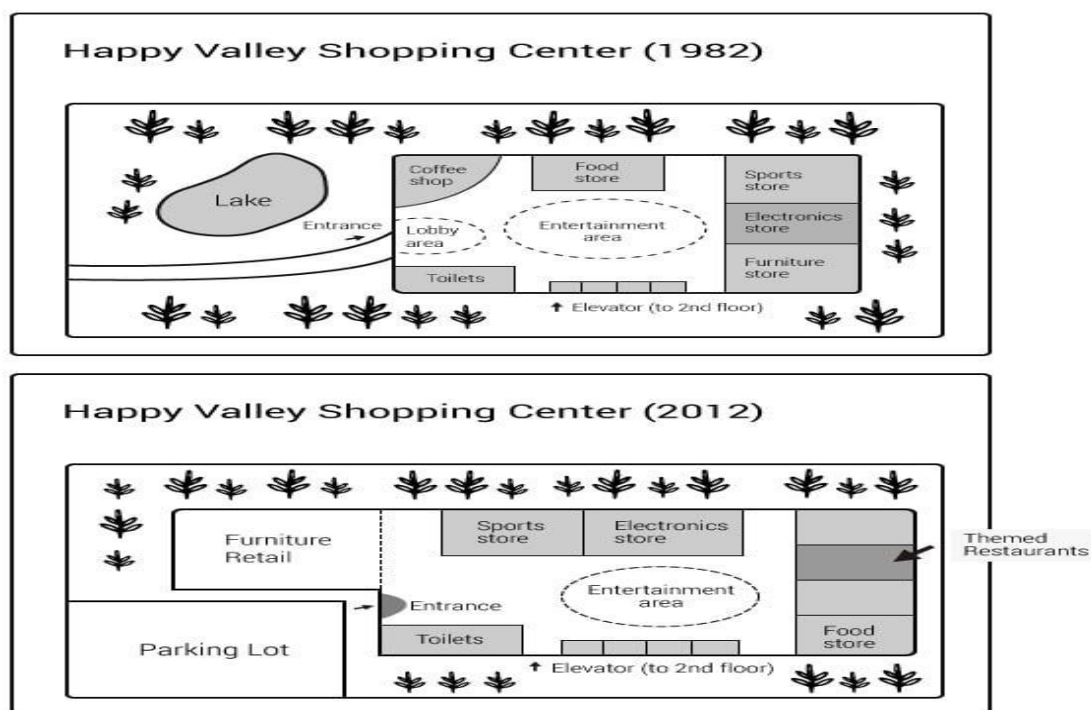 Happy Valley Shopping Center (1982)
Coffee
shop
Food
store
Sports
store
Lake
Entrance
Lobby
area
Entertainment
area
Electronics
store
Toilets
Furniture
store
Elevator (to 2nd floor)
Happy Valley Shopping Center (2012)
Furniture
Retail
Sports
store
Electronics
store
Themed
Restaurants
Entrance
Entertainment
area
Parking Lot
Toilets
Food
store
Elevator (to 2nd floor)